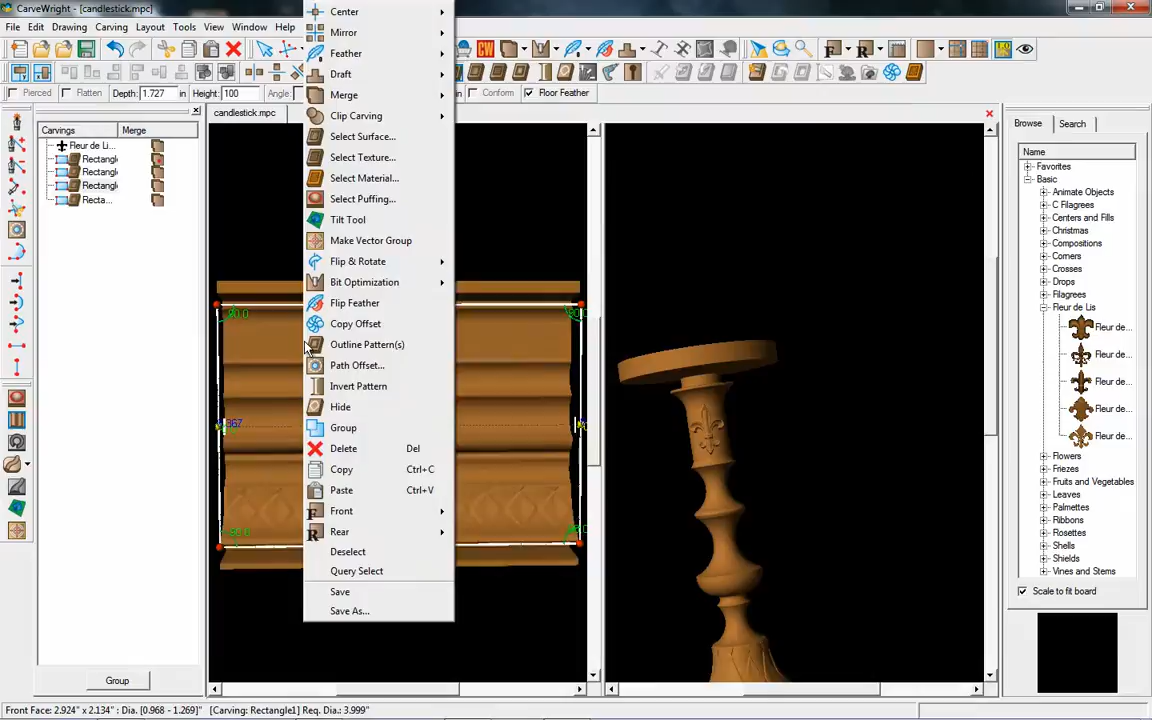 CarveWright - [candlestick.mpc]
File Edit Drawing Carving Layout Tools View Window Help
Pierced Flatten Depth: 1.727 in Height: 100 Angle: Conform Floor Feather
candlestick.mpc
Carvings Merge
Fleur de Li...
Rectangl
Rectangl
Rectangl
Recta...
Group
Center
Mirror
Feather
Draft
Merge
Clip Carving
Select Surface...
Select Texture...
Select Material...
Select Puffing...
Tilt Tool
Make Vector Group
Flip & Rotate
Bit Optimization
Flip Feather
Copy Offset
Outline Pattern(s)
Path Offset...
Invert Pattern
Hide
Group
Delete Del
Copy Ctrl+C
Paste Ctrl+V
Front
Rear
Deselect
Query Select
Save
Save As...
Browse Search
Name
Favorites
Basic
Animate Objects
C Filagrees
Centers and Fills
Christmas
Compositions
Corners
Crosses
Drops
Filagrees
Fleur de Lis
Fleur de...
Fleur de...
Fleur de...
Fleur de...
Fleur de...
Flowers
Friezes
Fruits and Vegetables
Leaves
Palmettes
Ribbons
Rosettes
Shells
Shields
Vines and Stems
Scale to fit board
Front Face: 2.924" x 2.134" : Dia. [0.968 - 1.269] [Carving: Rectangle1] Req. Dia.: 3.999"